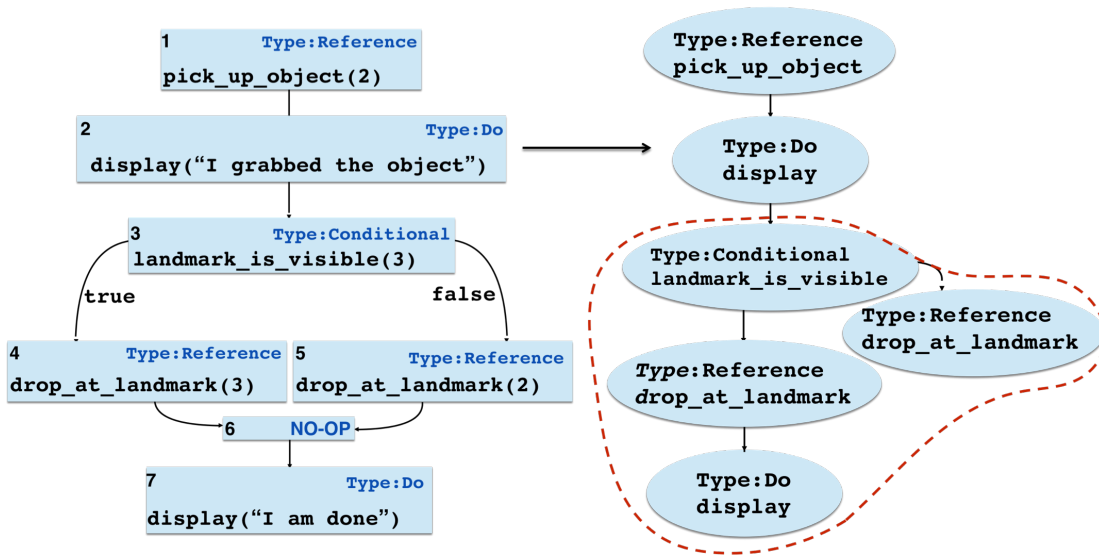 1 Type:Reference
pick_up_object(2)
2 Type:Do
display(“I grabbed the object”)
3 Type:Conditional
landmark_is_visible(3)
true
false
4 Type:Reference
drop_at_landmark(3)
5 Type:Reference
drop_at_landmark(2)
6 NO-OP
7 Type:Do
display(“I am done”)
Type:Reference
pick_up_object
Type:Do
display
Type:Conditional
landmark_is_visible
Type:Reference
drop_at_landmark
Type:Reference
drop_at_landmark
Type:Do
display